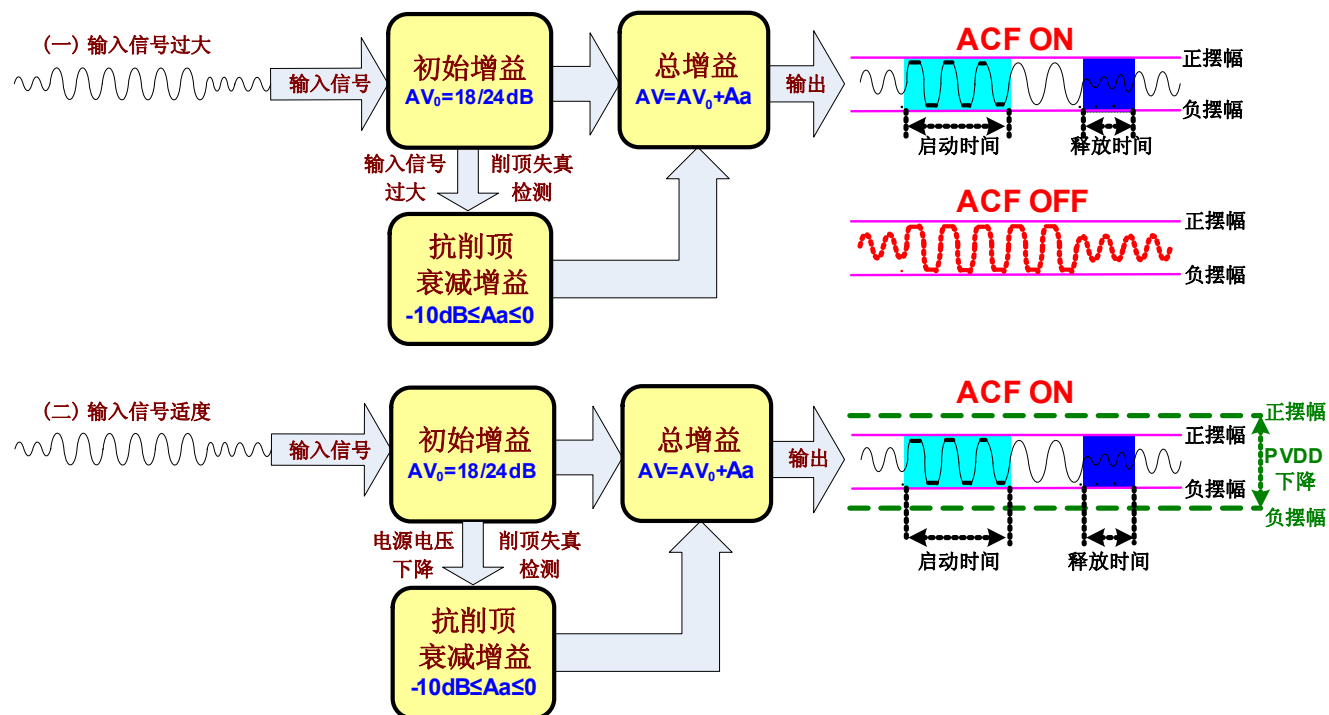 (一) 输入信号过大
输入信号
初始增益
AV₀=18/24dB
总增益
AV=AV₀+Aa
输出
ACF ON
正摆幅
负摆幅
启动时间
释放时间
输入信号
过大
削顶失真
检测
抗削顶
衰减增益
-10dB≤Aa≤0
ACF OFF
正摆幅
负摆幅
(二) 输入信号适度
输入信号
初始增益
AV₀=18/24dB
总增益
AV=AV₀+Aa
输出
ACF ON
正摆幅
正摆幅
PVDD
下降
负摆幅
负摆幅
启动时间
释放时间
电源电压
下降
削顶失真
检测
抗削顶
衰减增益
-10dB≤Aa≤0